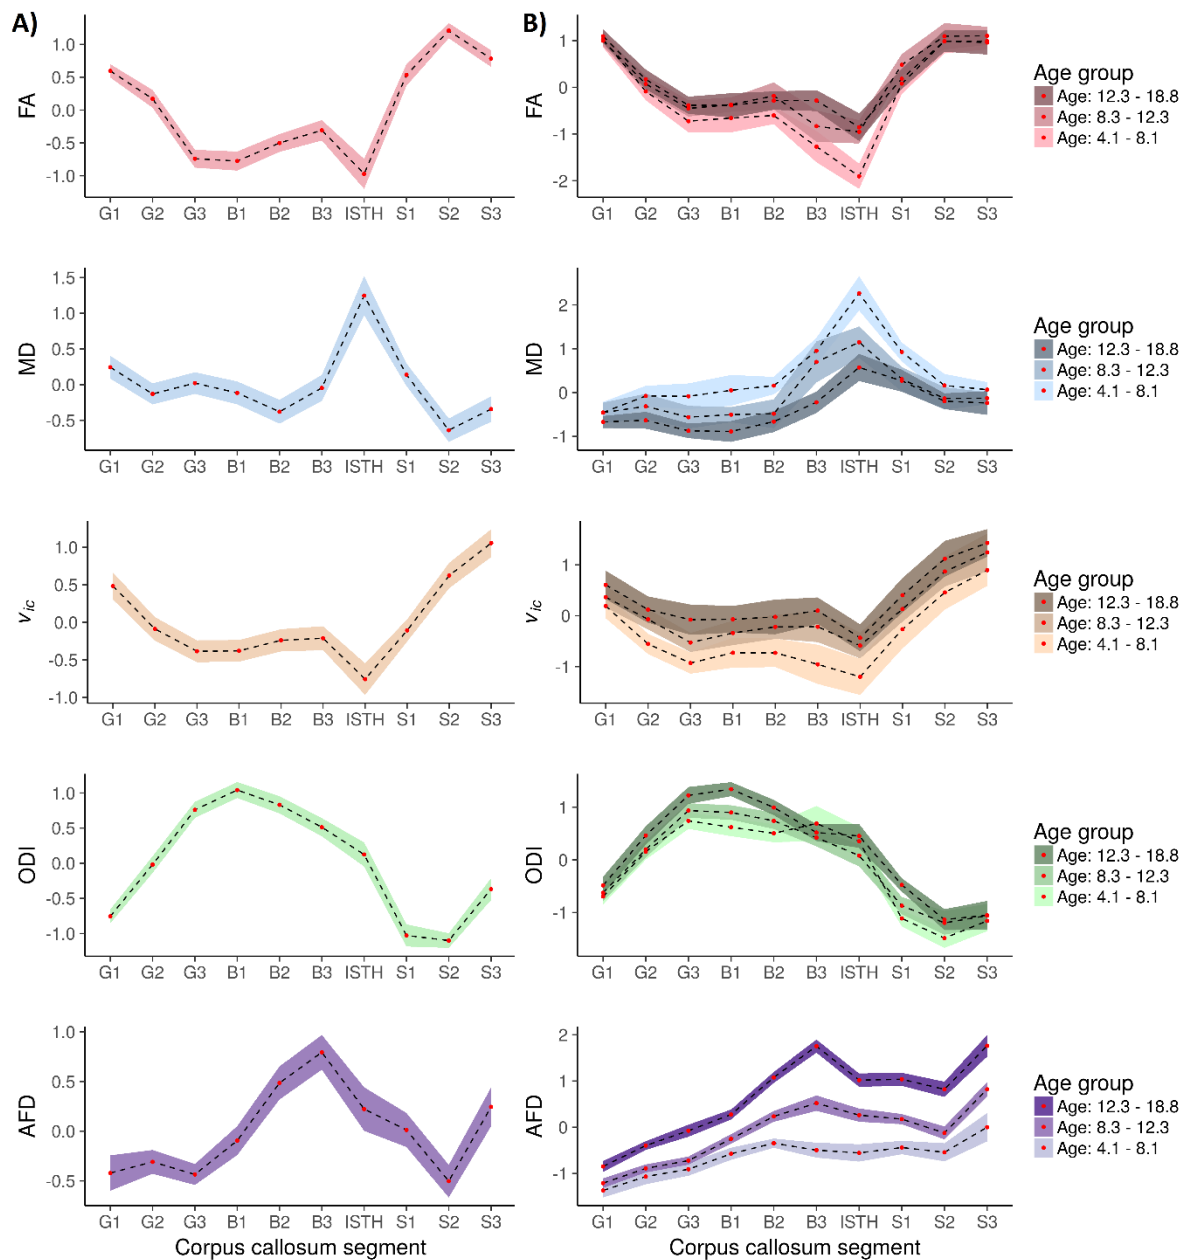 A)
FA
1.0
0.5
0.0
-0.5
-1.0
G1 G2 G3 B1 B2 B3 ISTH S1 S2 S3
B)
FA
1
0
-1
-2
G1 G2 G3 B1 B2 B3 ISTH S1 S2 S3
Age group
Age: 12.3 - 18.8
Age: 8.3 - 12.3
Age: 4.1 - 8.1
MD
1.5
1.0
0.5
0.0
-0.5
G1 G2 G3 B1 B2 B3 ISTH S1 S2 S3
MD
2
1
0
-1
G1 G2 G3 B1 B2 B3 ISTH S1 S2 S3
Age group
Age: 12.3 - 18.8
Age: 8.3 - 12.3
Age: 4.1 - 8.1
vic
1.0
0.5
0.0
-0.5
-1.0
G1 G2 G3 B1 B2 B3 ISTH S1 S2 S3
vic
1
0
-1
G1 G2 G3 B1 B2 B3 ISTH S1 S2 S3
Age group
Age: 12.3 - 18.8
Age: 8.3 - 12.3
Age: 4.1 - 8.1
ODI
1.0
0.5
0.0
-0.5
-1.0
G1 G2 G3 B1 B2 B3 ISTH S1 S2 S3
ODI
1
0
-1
G1 G2 G3 B1 B2 B3 ISTH S1 S2 S3
Age group
Age: 12.3 - 18.8
Age: 8.3 - 12.3
Age: 4.1 - 8.1
AFD
1.0
0.5
0.0
-0.5
G1 G2 G3 B1 B2 B3 ISTH S1 S2 S3
Corpus callosum segment
AFD
2
1
0
-1
G1 G2 G3 B1 B2 B3 ISTH S1 S2 S3
Corpus callosum segment
Age group
Age: 12.3 - 18.8
Age: 8.3 - 12.3
Age: 4.1 - 8.1